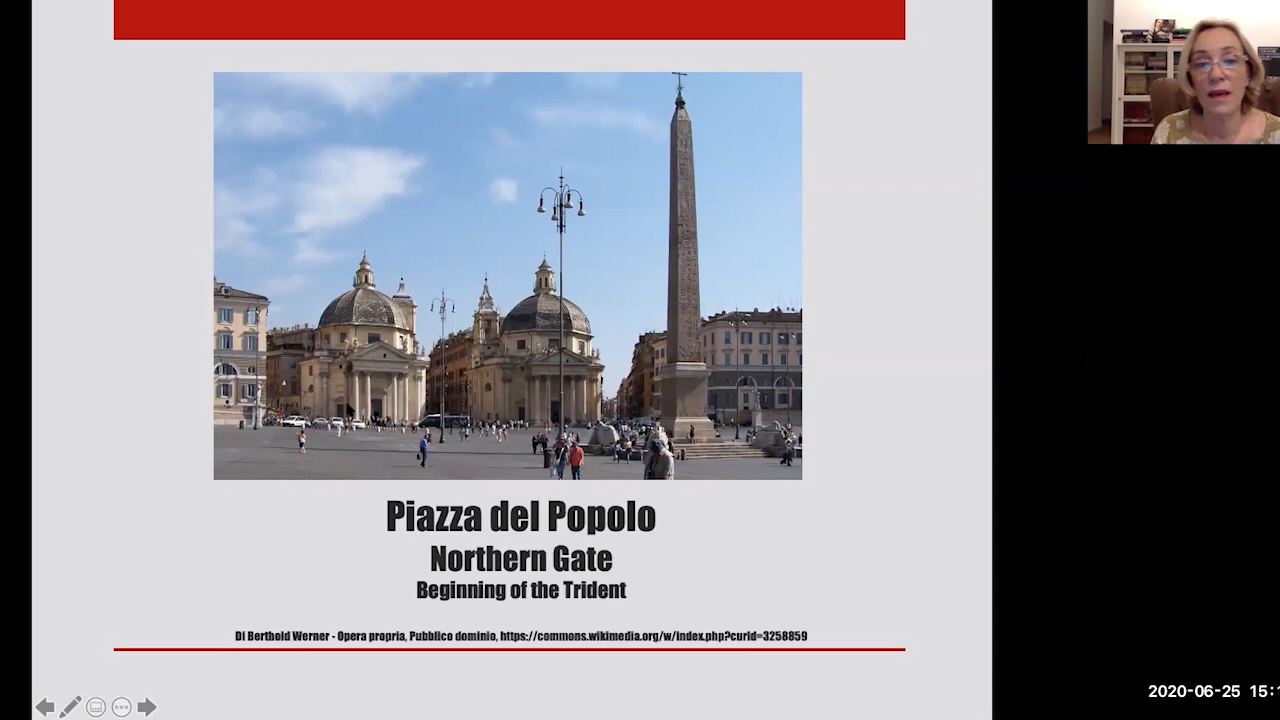 Piazza del Popolo
Northern Gate
Beginning of the Trident
Di Berthold Werner - Opera propria, Pubblico dominio, https://commons.wikimedia.org/w/index.php?curid=3258859
2020-06-25 15:1